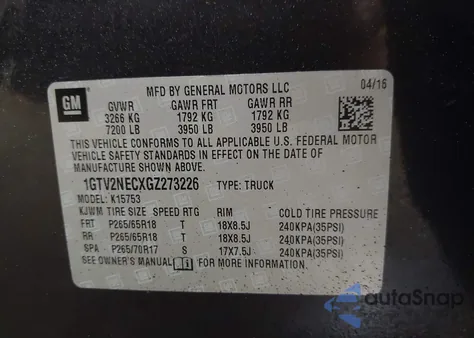 GM
MFD BY GENERAL MOTORS LLC
04/16
GVWR GAWR FRT GAWR RR
3266 KG 1792 KG 1792 KG
7200 LB 3950 LB 3950 LB
THIS VEHICLE CONFORMS TO ALL APPLICABLE U.S. FEDERAL MOTOR
VEHICLE SAFETY STANDARDS IN EFFECT ON THE DATE OF
MANUFACTURE SHOWN ABOVE.
1GTV2NECXGZ273226 TYPE: TRUCK
MODEL: K15753
KJWM TIRE SIZE SPEED RTG RIM COLD TIRE PRESSURE
FRT P265/65R18 T 18X8.5J 240KPA(35PSI)
RR P265/65R18 T 18X8.5J 240KPA(35PSI)
SPA P265/70R17 S 17X7.5J 240KPA(35PSI)
SEE OWNER'S MANUAL FOR MORE INFORMATION.
autoSnap